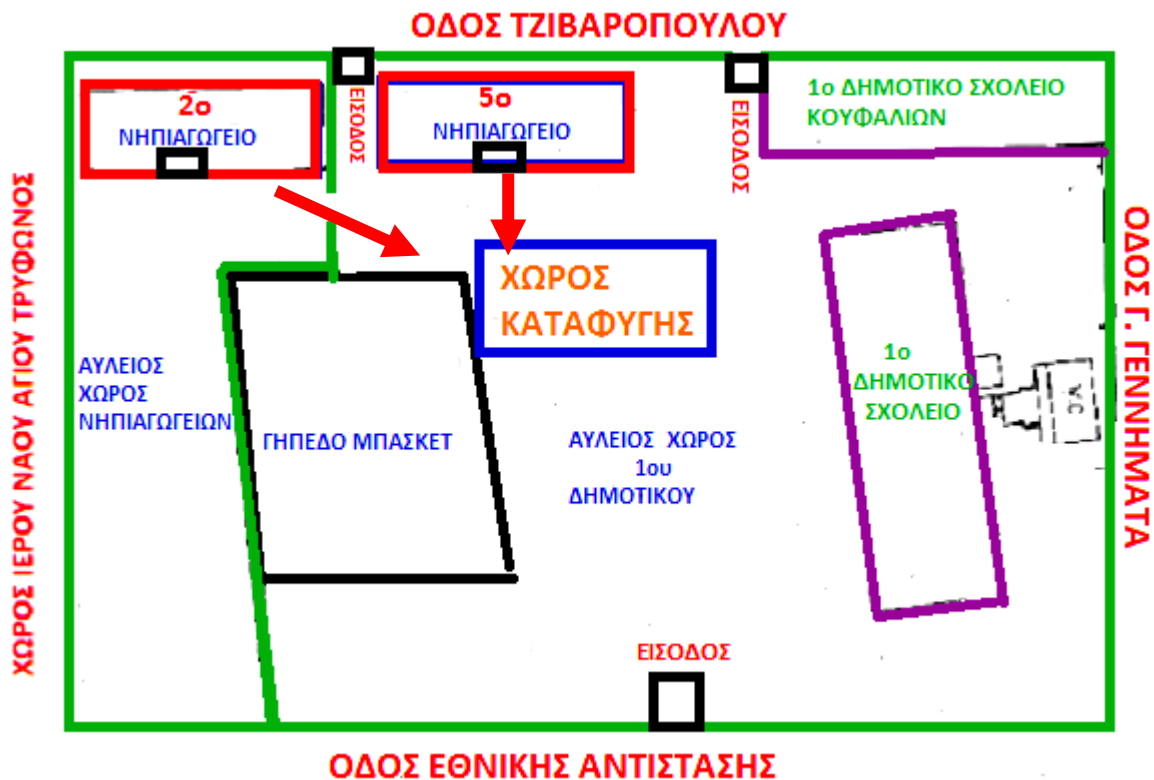 ΟΔΟΣ ΤΖΙΒΑΡΟΠΟΥΛΟΥ
2ο
ΝΗΠΙΑΓΩΓΕΙΟ
ΕΙΣΟΔΟΣ
5ο
ΝΗΠΙΑΓΩΓΕΙΟ
ΕΙΣΟΔΟΣ
1ο ΔΗΜΟΤΙΚΟ ΣΧΟΛΕΙΟ
ΚΟΥΦΑΛΙΩΝ
ΧΩΡΟΣ ΙΕΡΟΥ ΝΑΟΥ ΑΓΙΟΥ ΤΡΥΦΩΝΟΣ
ΟΔΟΣ Γ. ΓΕΝΝΗΜΑΤΑ
ΧΩΡΟΣ
ΚΑΤΑΦΥΓΗΣ
ΑΥΛΕΙΟΣ
ΧΩΡΟΣ
ΝΗΠΙΑΓΩΓΕΙΩΝ
ΓΗΠΕΔΟ ΜΠΑΣΚΕΤ
ΑΥΛΕΙΟΣ ΧΩΡΟΣ
1ου
ΔΗΜΟΤΙΚΟΥ
1ο
ΔΗΜΟΤΙΚΟ
ΣΧΟΛΕΙΟ
ΕΙΣΟΔΟΣ
ΟΔΟΣ ΕΘΝΙΚΗΣ ΑΝΤΙΣΤΑΣΗΣ